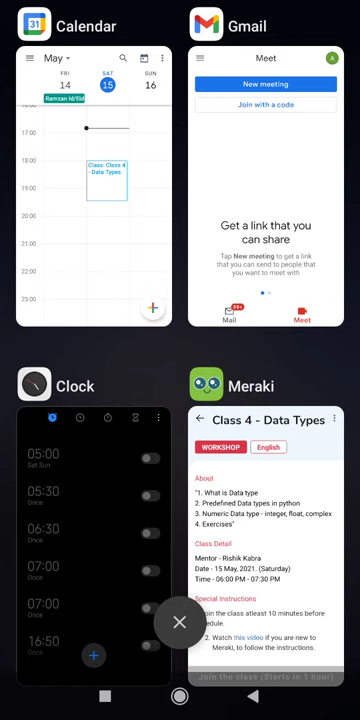 31
Calendar
Gmail
May
FRI
SAT
SUN
14
15
16
Ramzan Id/Eid
17:00
18:00
19:00
20:00
21:00
22:00
23:00
Class: Class 4
- Data Types
Meet
A
New meeting
Join with a code
Get a link that you
can share
Tap New meeting to get a link
that you can send to people that
you want to meet with
99+
Mail
Meet
Clock
Meraki
05:00
Sat Sun
05:30
Once
06:30
Once
07:00
Once
07:00
Once
16:50
Once
Class 4 - Data Types
WORKSHOP
English
About
"1. What is Data type
2. Predefined Data types in python
3. Numeric Data type - integer, float, complex
4. Exercises"
Class Detail
Mentor - Rishik Kabra
Date - 15 May, 2021. (Saturday)
Time - 06:00 PM - 07:30 PM
Special Instructions
Join the class atleast 10 minutes before
2. Watch this video if you are new to
Meraki, to follow the instructions.
Join the class (Starts in 1 hour)